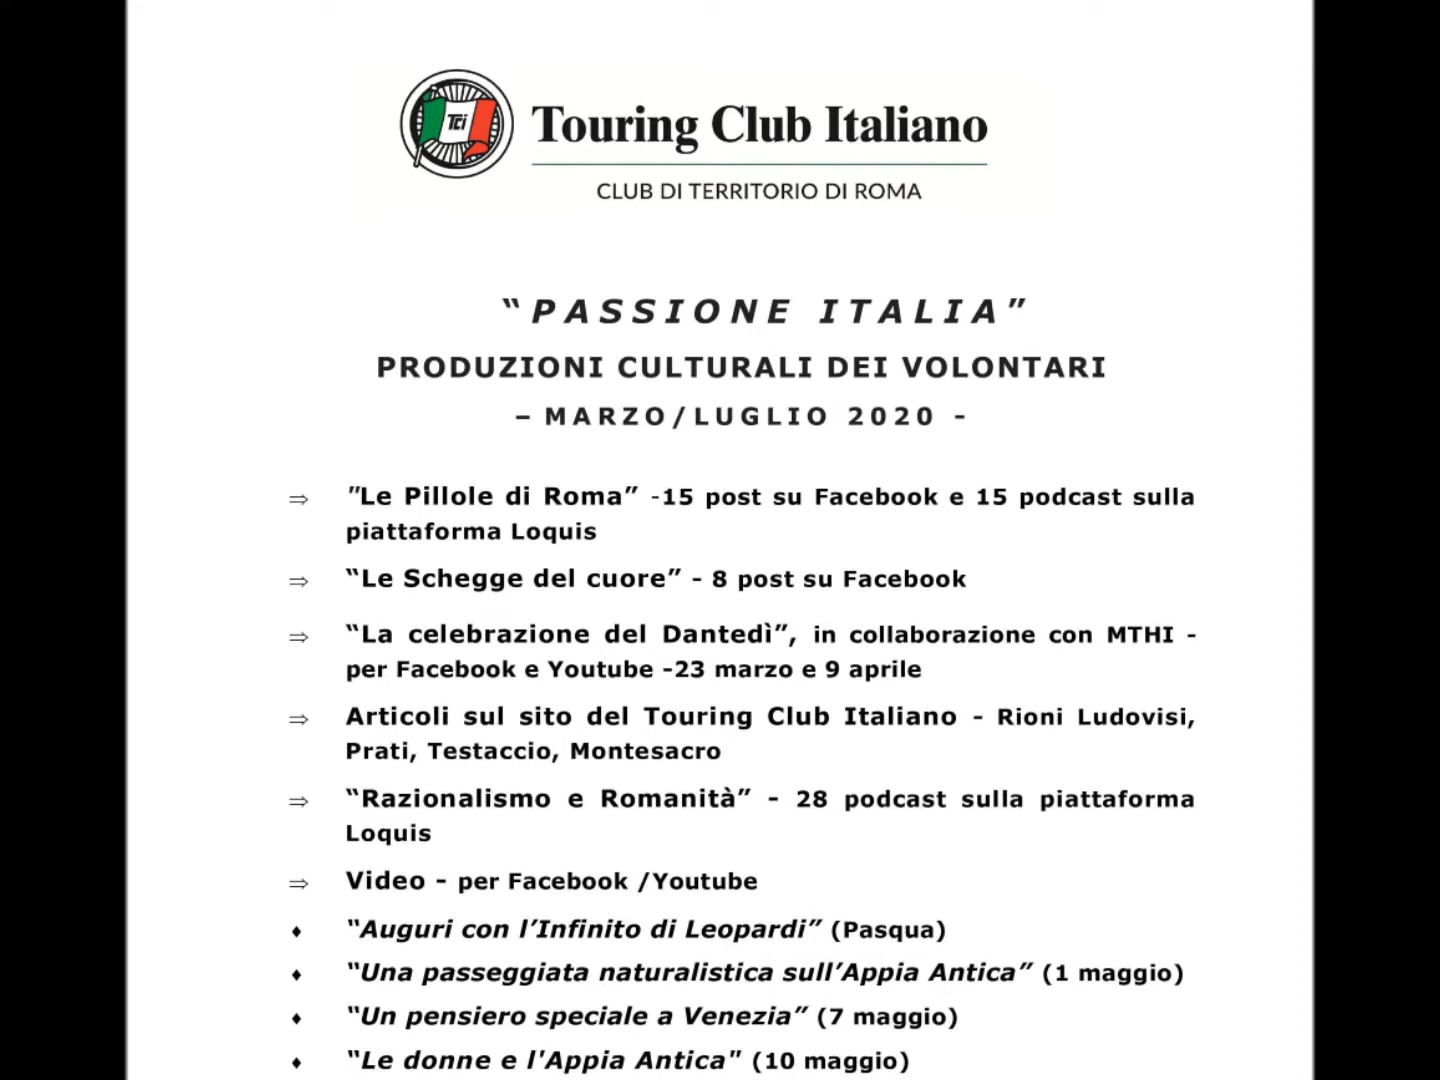 Tci
Touring Club Italiano
CLUB DI TERRITORIO DI ROMA
“PASSIONE ITALIA”
PRODUZIONI CULTURALI DEI VOLONTARI
– MARZO/LUGLIO 2020 -
⇒ ”Le Pillole di Roma” -15 post su Facebook e 15 podcast sulla
piattaforma Loquis
⇒ “Le Schegge del cuore” - 8 post su Facebook
⇒ “La celebrazione del Dantedì”, in collaborazione con MTHI -
per Facebook e Youtube -23 marzo e 9 aprile
⇒ Articoli sul sito del Touring Club Italiano - Rioni Ludovisi,
Prati, Testaccio, Montesacro
⇒ “Razionalismo e Romanità” - 28 podcast sulla piattaforma
Loquis
⇒ Video - per Facebook /Youtube
♦ “Auguri con l’Infinito di Leopardi” (Pasqua)
♦ “Una passeggiata naturalistica sull’Appia Antica” (1 maggio)
♦ “Un pensiero speciale a Venezia” (7 maggio)
♦ “Le donne e l'Appia Antica" (10 maggio)